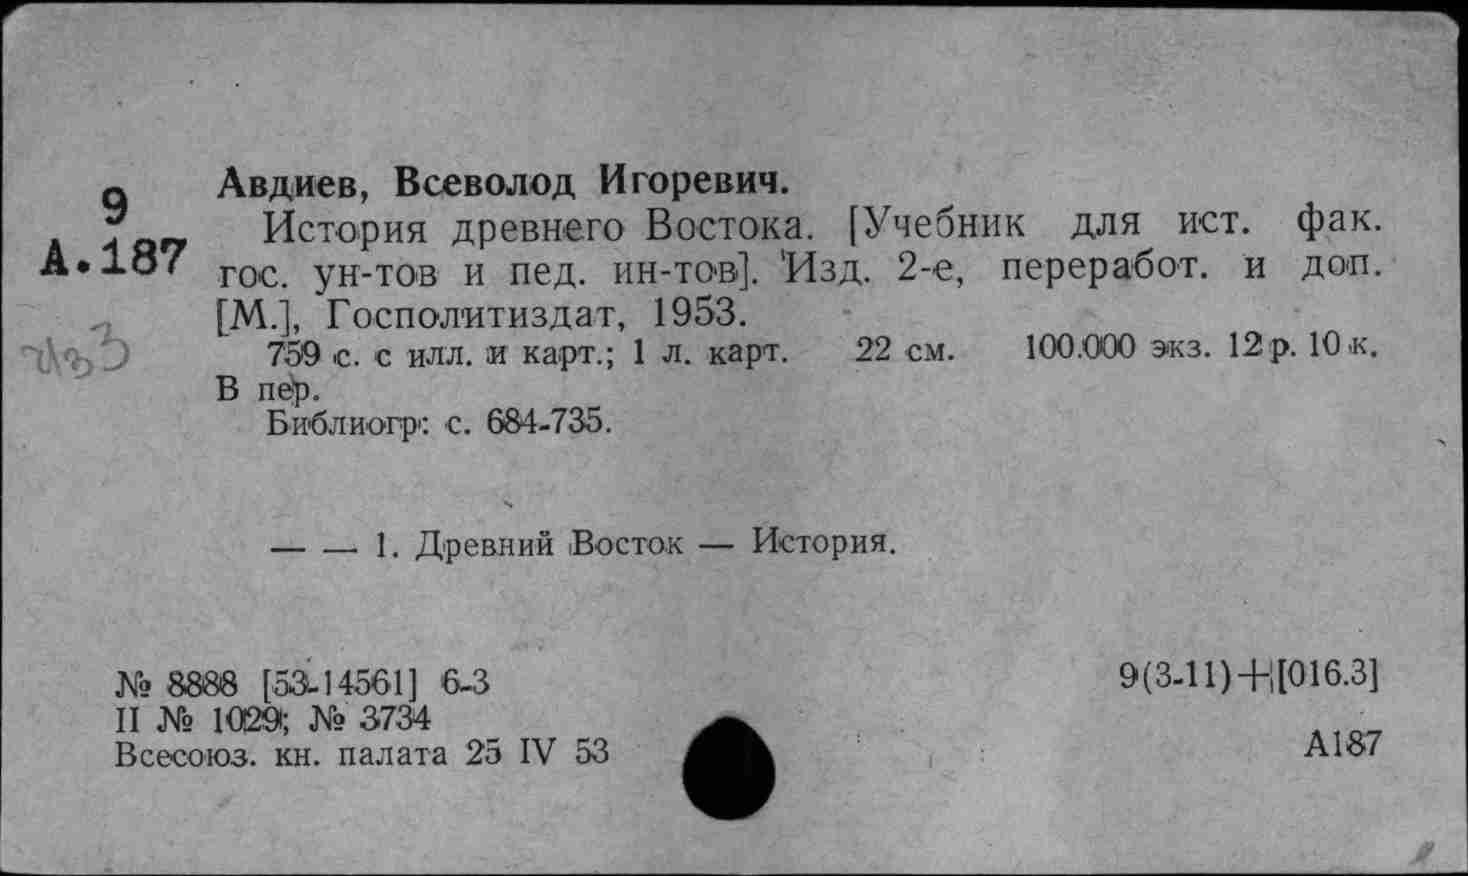 9
А.187
Авдиев, Всеволод Игоревич.
История древнего Востока. [Учебник для ист. фак.
гос. ун-тов и пед. ин-тов]. Изд. 2-е, переработ. и доп.
[М.], Госполитиздат, 1953.
759 с. с илл. и карт.; 1 л. карт. 22 см. 100.000 экз. 12 р. 10 к.
В пер.
Библиогр: с. 684-735.
— — 1. Древний Восток — История.
№ 8888 [53-14561] 6-3
II № 1029; № 3734
Всесоюз. кн. палата 25 IV 53
9(3-11)+[016.3]
А187